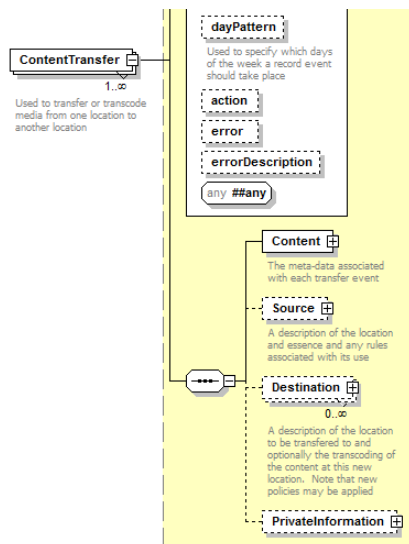 dayPattern
Used to specify which days
of the week a record event
should take place
ContentTransfer
1..∞
Used to transfer or transcode
media from one location to
another location
action
error
errorDescription
any ##any
Content
The meta-data associated
with each transfer event
Source
A description of the location
and essence and any rules
associated with its use
Destination
0..∞
A description of the location
to be transfered to and
optionally the transcoding of
the content at this new
location. Note that new
policies may be applied
PrivateInformation